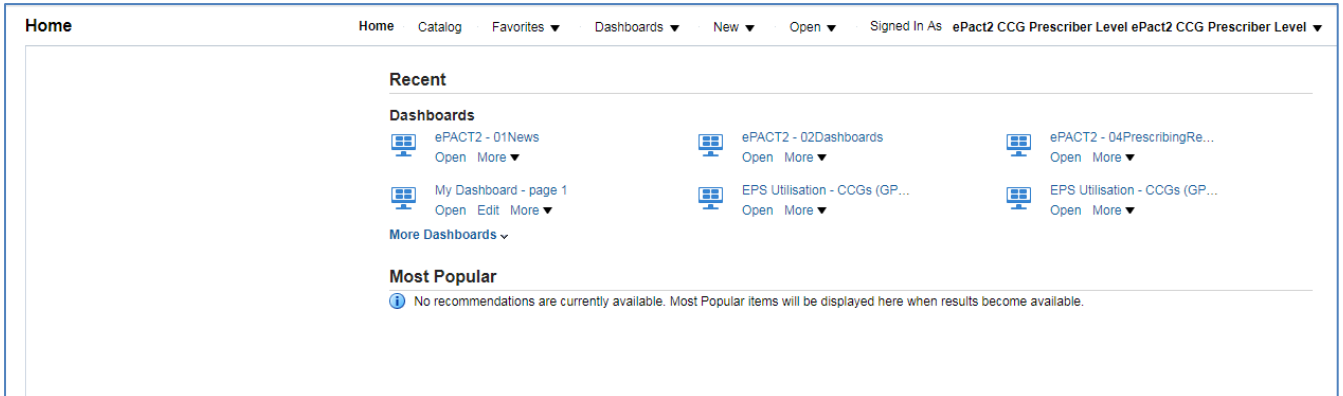 Home
Home Catalog Favorites ▼ Dashboards ▼ New ▼ Open ▼ Signed In As ePact2 CCG Prescriber Level ePact2 CCG Prescriber Level ▼
Recent
Dashboards
ePACT2 - 01News ePACT2 - 02Dashboards ePACT2 - 04PrescribingRe...
Open More ▼ Open More ▼ Open More ▼
My Dashboard - page 1 EPS Utilisation - CCGs (GP... EPS Utilisation - CCGs (GP...
Open Edit More ▼ Open More ▼ Open More ▼
More Dashboards
Most Popular
No recommendations are currently available. Most Popular items will be displayed here when results become available.